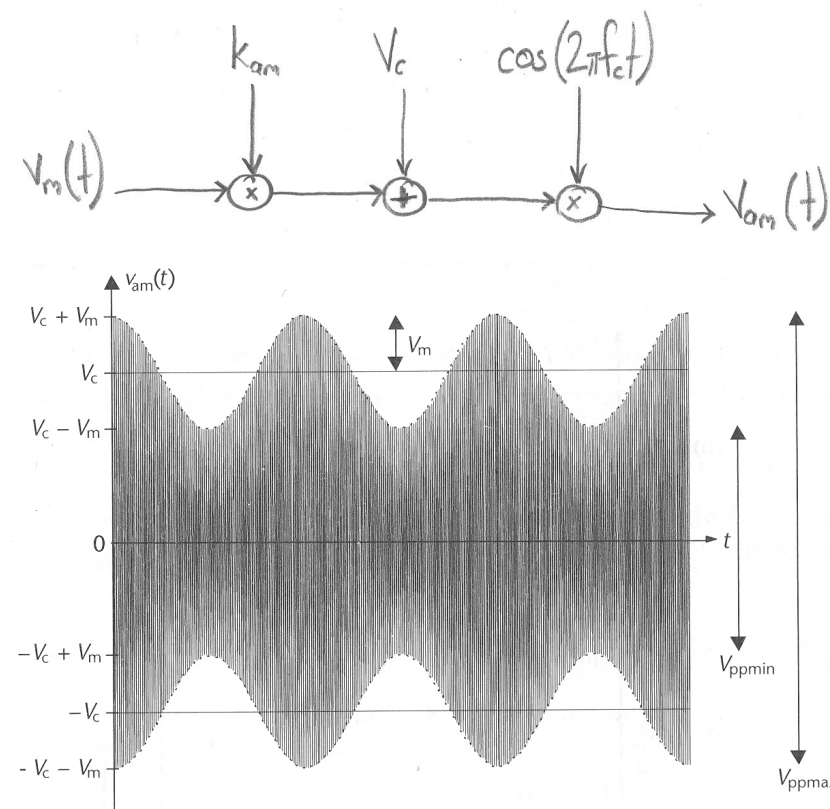 kam Vc cos(2πfct)
vm(t) × + × Vam(t)
vam(t)
Vc + Vm
Vm
Vc
Vc − Vm
0
t
−Vc + Vm
Vppmin
−Vc
- Vc − Vm
Vppma